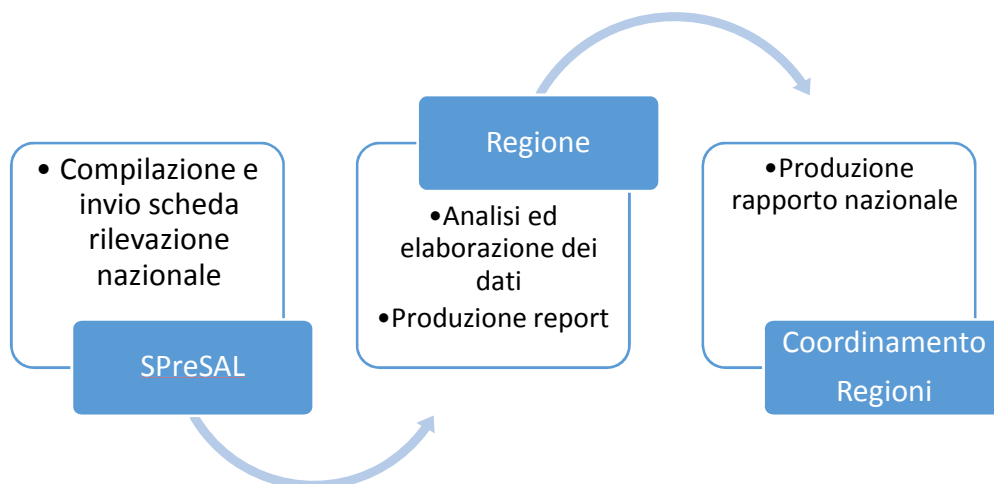 • Compilazione e
invio scheda
rilevazione
nazionale
SPreSAL
Regione
•Analisi ed
elaborazione dei
dati
•Produzione report
•Produzione
rapporto nazionale
Coordinamento
Regioni